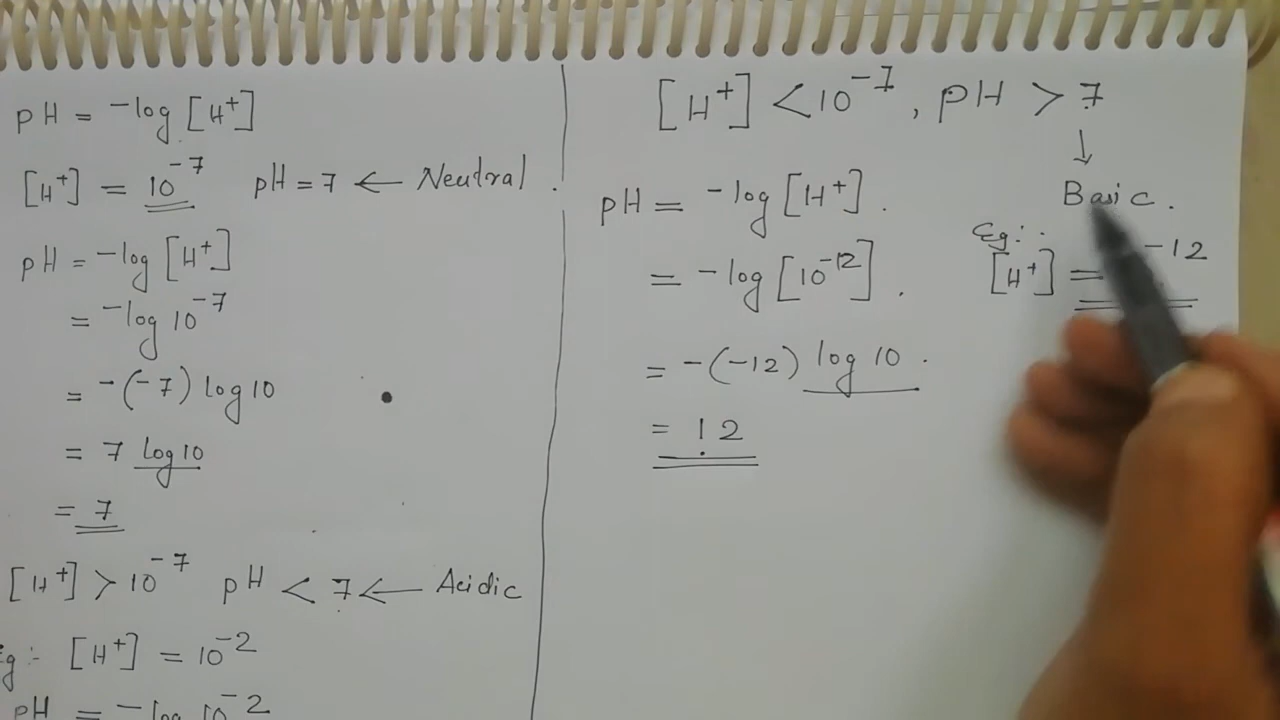 pH = -log [H⁺]
[H⁺] = 10⁻⁷ pH = 7 ← Neutral.
pH = -log [H⁺]
= -log 10⁻⁷
= -(-7) log 10
= 7 log 10
= 7
[H⁺] > 10⁻⁷ pH < 7 ← Acidic
Eg:- [H⁺] = 10⁻²
pH = -log 10⁻²
[H⁺] < 10⁻⁷, pH > 7
↓
Basic.
pH = -log [H⁺].
Eg:-
[H⁺] = ⁻¹²
= -log [10⁻¹²].
= -(-12) log 10.
= 12